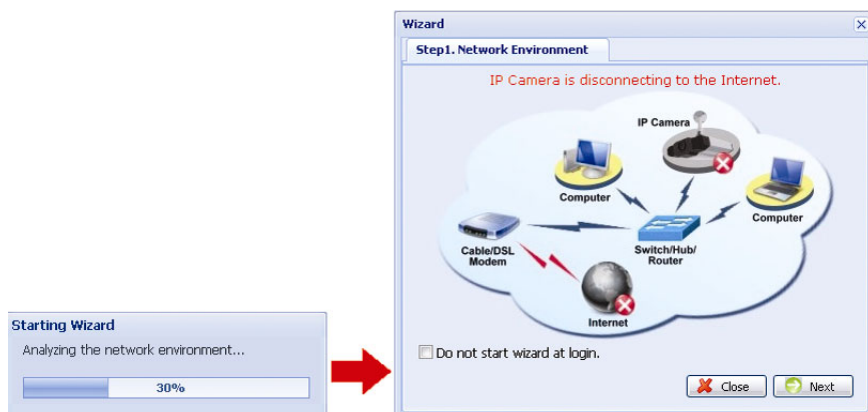 Starting Wizard
Analyzing the network environment...
30%
Wizard
Step1. Network Environment
IP Camera is disconnecting to the Internet.
IP Camera
Computer
Computer
Cable/DSL
Modem
Switch/Hub/
Router
Internet
Do not start wizard at login.
Close
Next